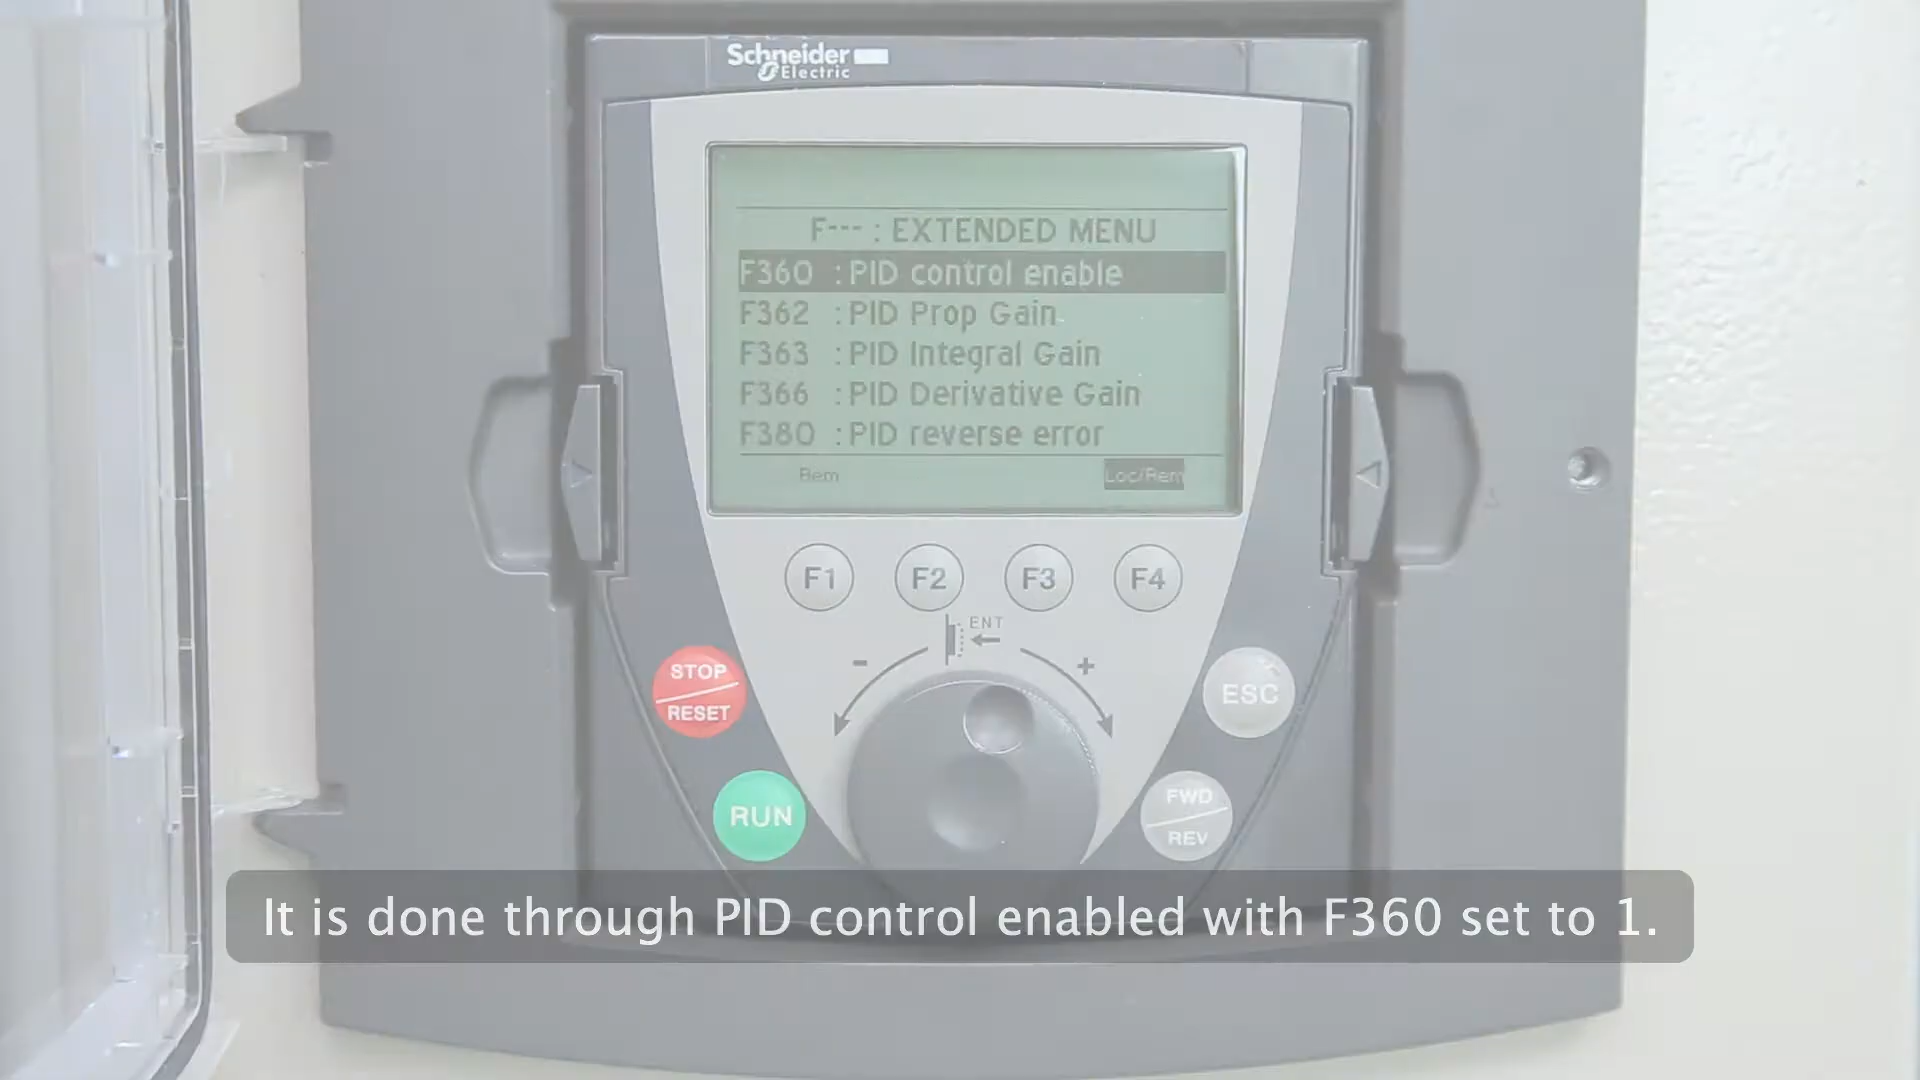 Schneider
Electric
F--- : EXTENDED MENU
F360 : PID control enable
F362 : PID Prop Gain
F363 : PID Integral Gain
F366 : PID Derivative Gain
F380 : PID reverse error
Rem Loc/Rem
F1 F2 F3 F4
ENT
- +
STOP
RESET
ESC
RUN
FWD
REV
It is done through PID control enabled with F360 set to 1.